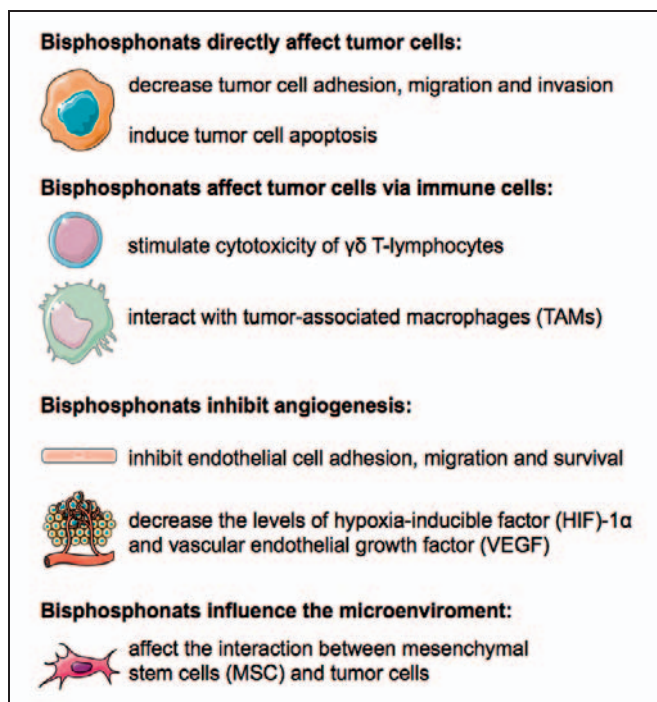 Bisphosphonats directly affect tumor cells:
decrease tumor cell adhesion, migration and invasion
induce tumor cell apoptosis
Bisphosphonats affect tumor cells via immune cells:
stimulate cytotoxicity of γδ T-lymphocytes
interact with tumor-associated macrophages (TAMs)
Bisphosphonats inhibit angiogenesis:
inhibit endothelial cell adhesion, migration and survival
decrease the levels of hypoxia-inducible factor (HIF)-1α
and vascular endothelial growth factor (VEGF)
Bisphosphonats influence the microenviroment:
affect the interaction between mesenchymal
stem cells (MSC) and tumor cells